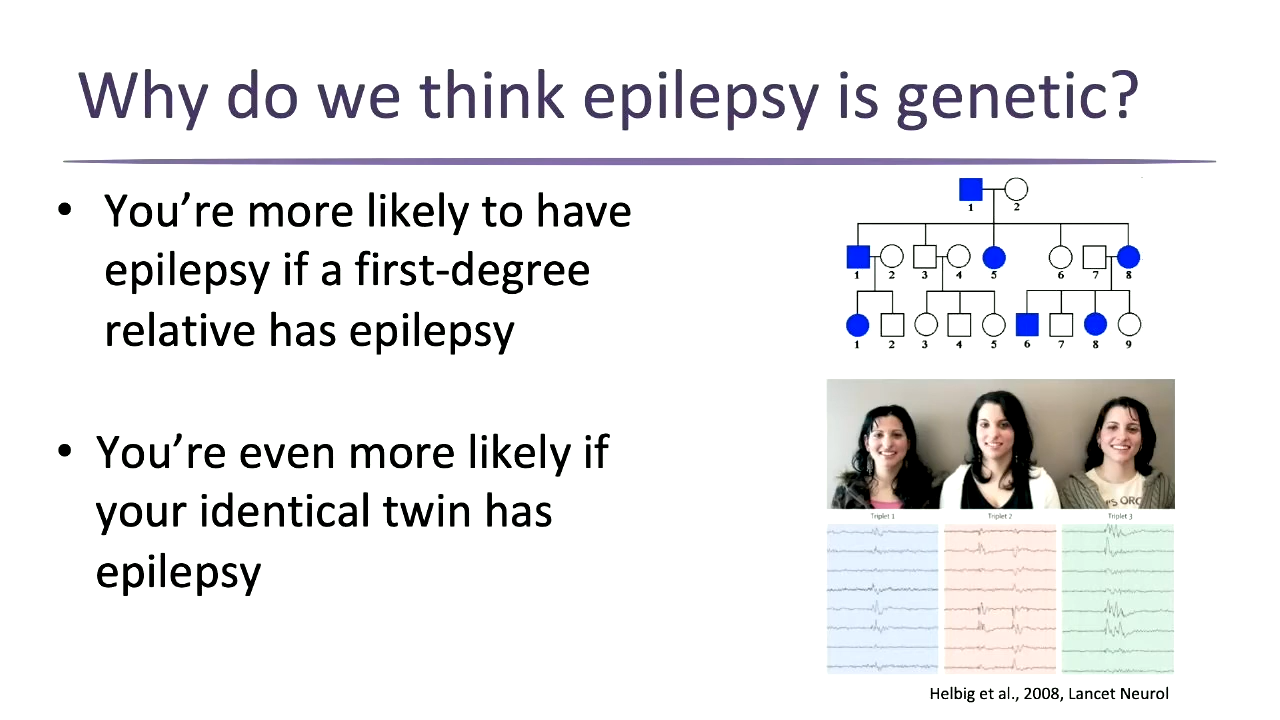 Why do we think epilepsy is genetic?
• You’re more likely to have
epilepsy if a first-degree
relative has epilepsy
• You’re even more likely if
your identical twin has
epilepsy
1 2
1 2 3 4 5 6 7 8
1 2 3 4 5 6 7 8 9
'S ORG
Triplet 1 Triplet 2 Triplet 3
Helbig et al., 2008, Lancet Neurol